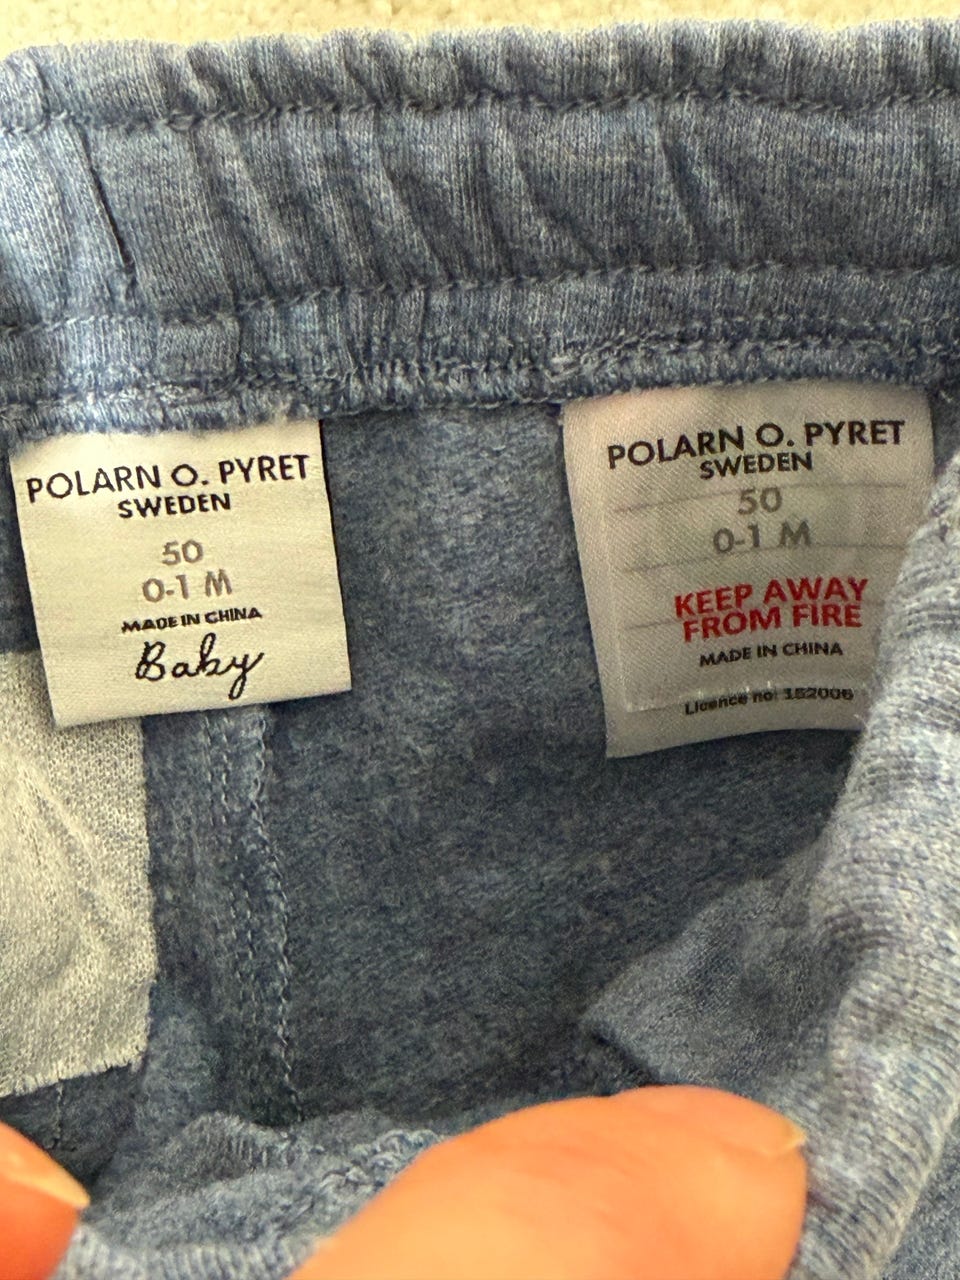 POLARN O. PYRET
SWEDEN
50
0-1 M
MADE IN CHINA
Baby
POLARN O. PYRET
SWEDEN
50
0-1 M
KEEP AWAY
FROM FIRE
MADE IN CHINA
Licence no: 152006